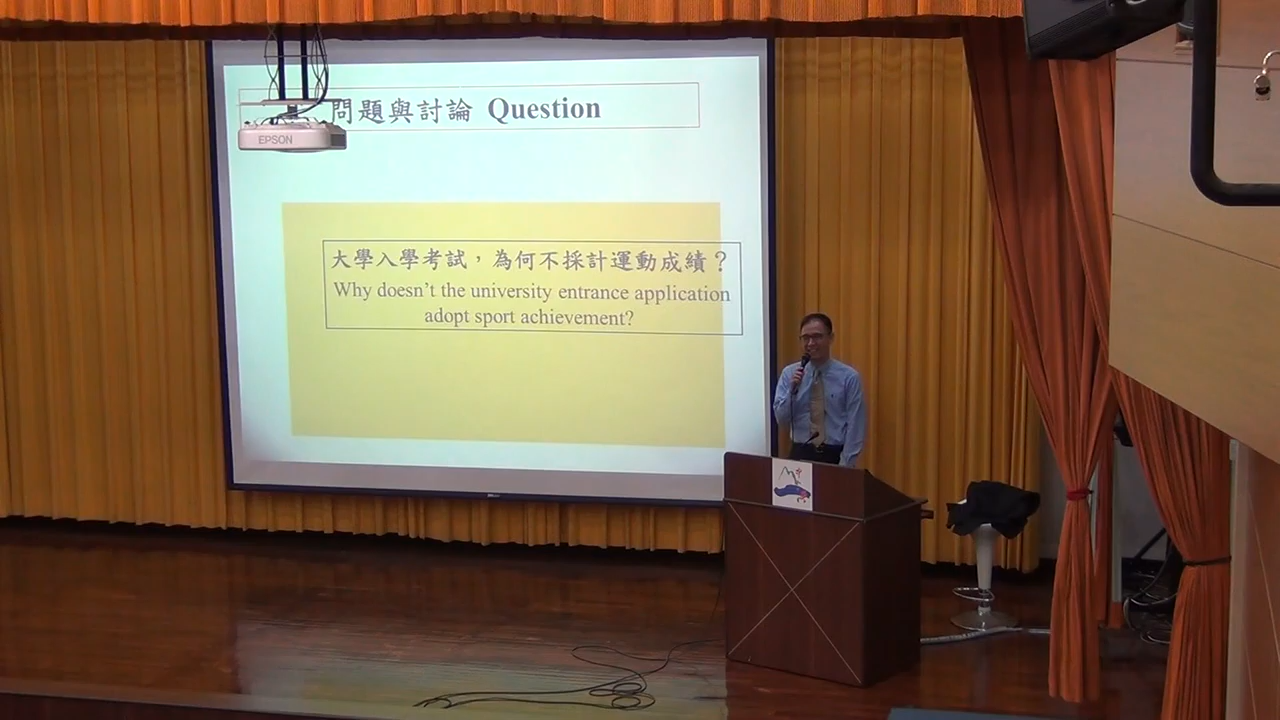 問題與討論 Question
EPSON
大學入學考試，為何不採計運動成績？
Why doesn't the university entrance application
adopt sport achievement?